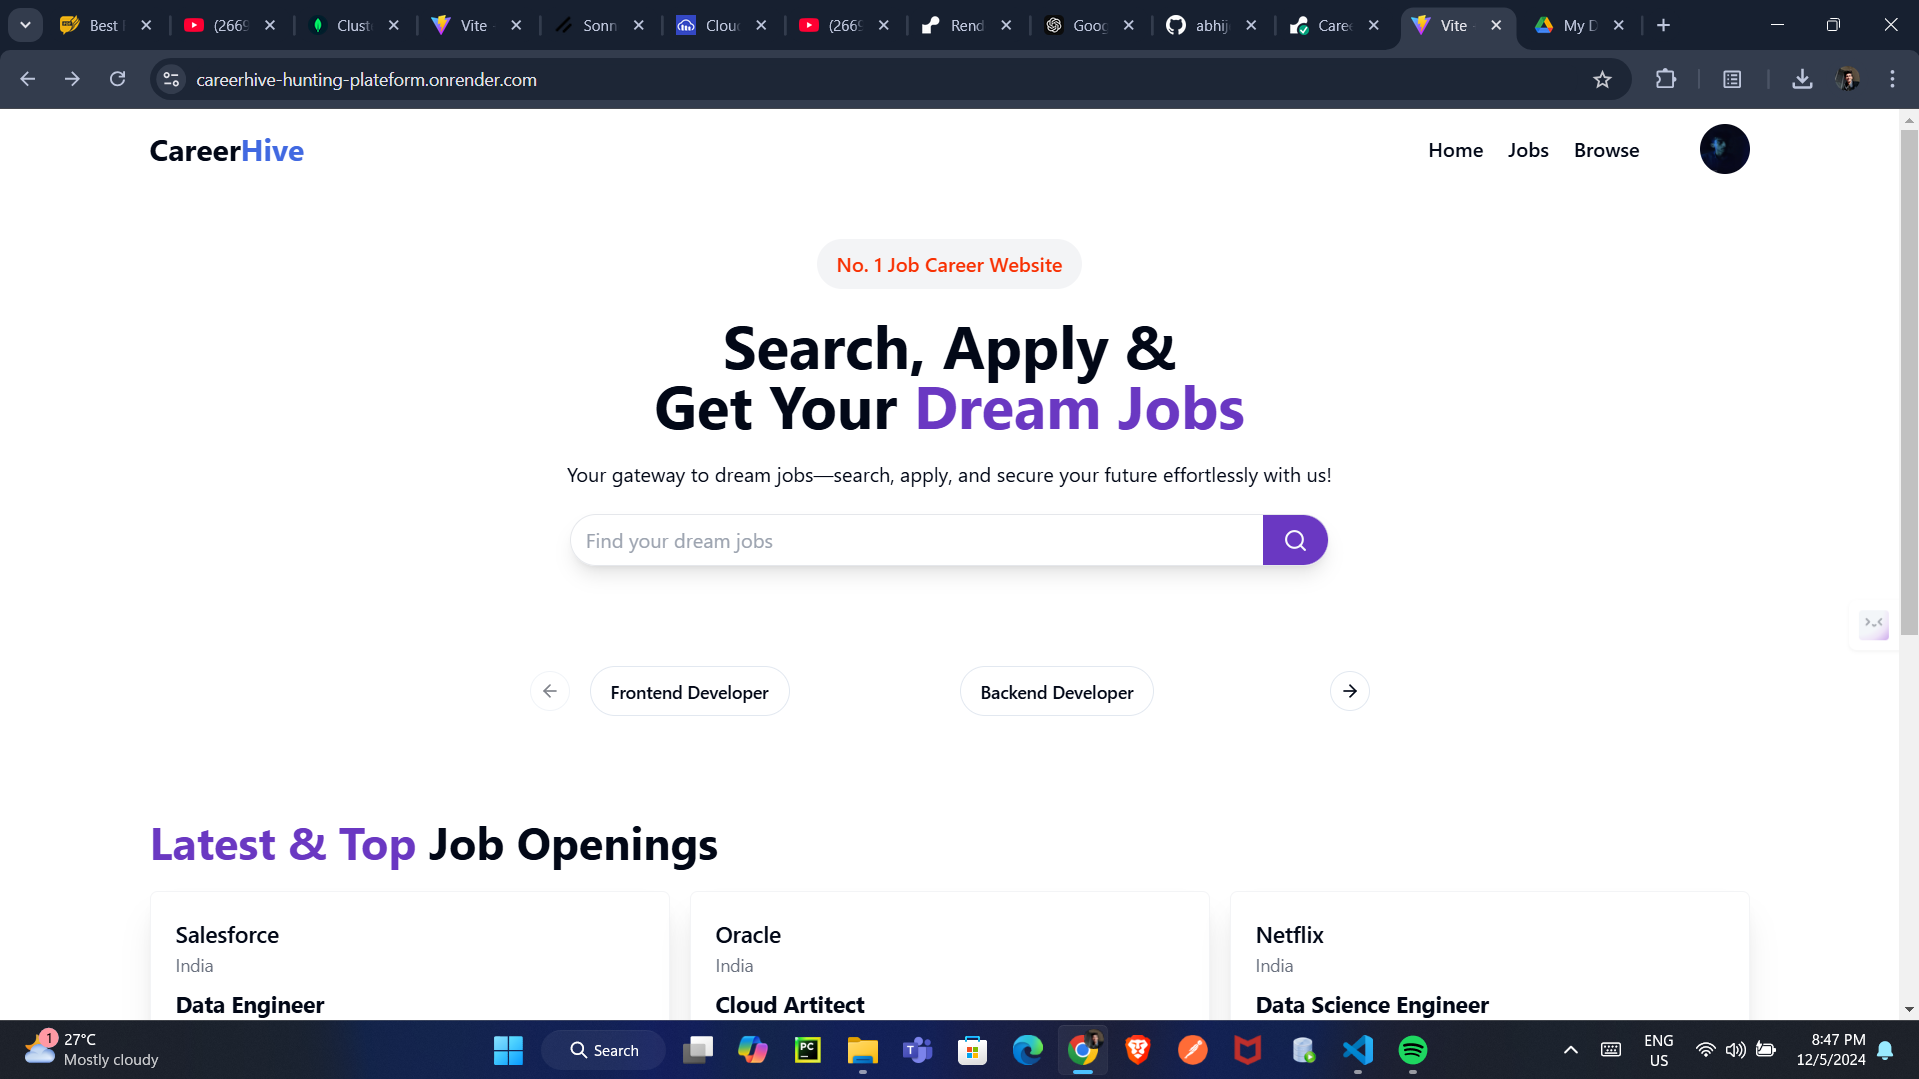 Best
(2669
Clust
Vite
Sonn
Clou
(2669
Rend
Goog
abhij
Caree
Vite
My D
careerhive-hunting-plateform.onrender.com
CareerHive
Home
Jobs
Browse
No. 1 Job Career Website
Search, Apply &
Get Your Dream Jobs
Your gateway to dream jobs—search, apply, and secure your future effortlessly with us!
Find your dream jobs
Frontend Developer
Backend Developer
Latest & Top Job Openings
Salesforce
India
Data Engineer
Oracle
India
Cloud Artitect
Netflix
India
Data Science Engineer
1
27°C
Mostly cloudy
Search
PC
ENG
US
8:47 PM
12/5/2024